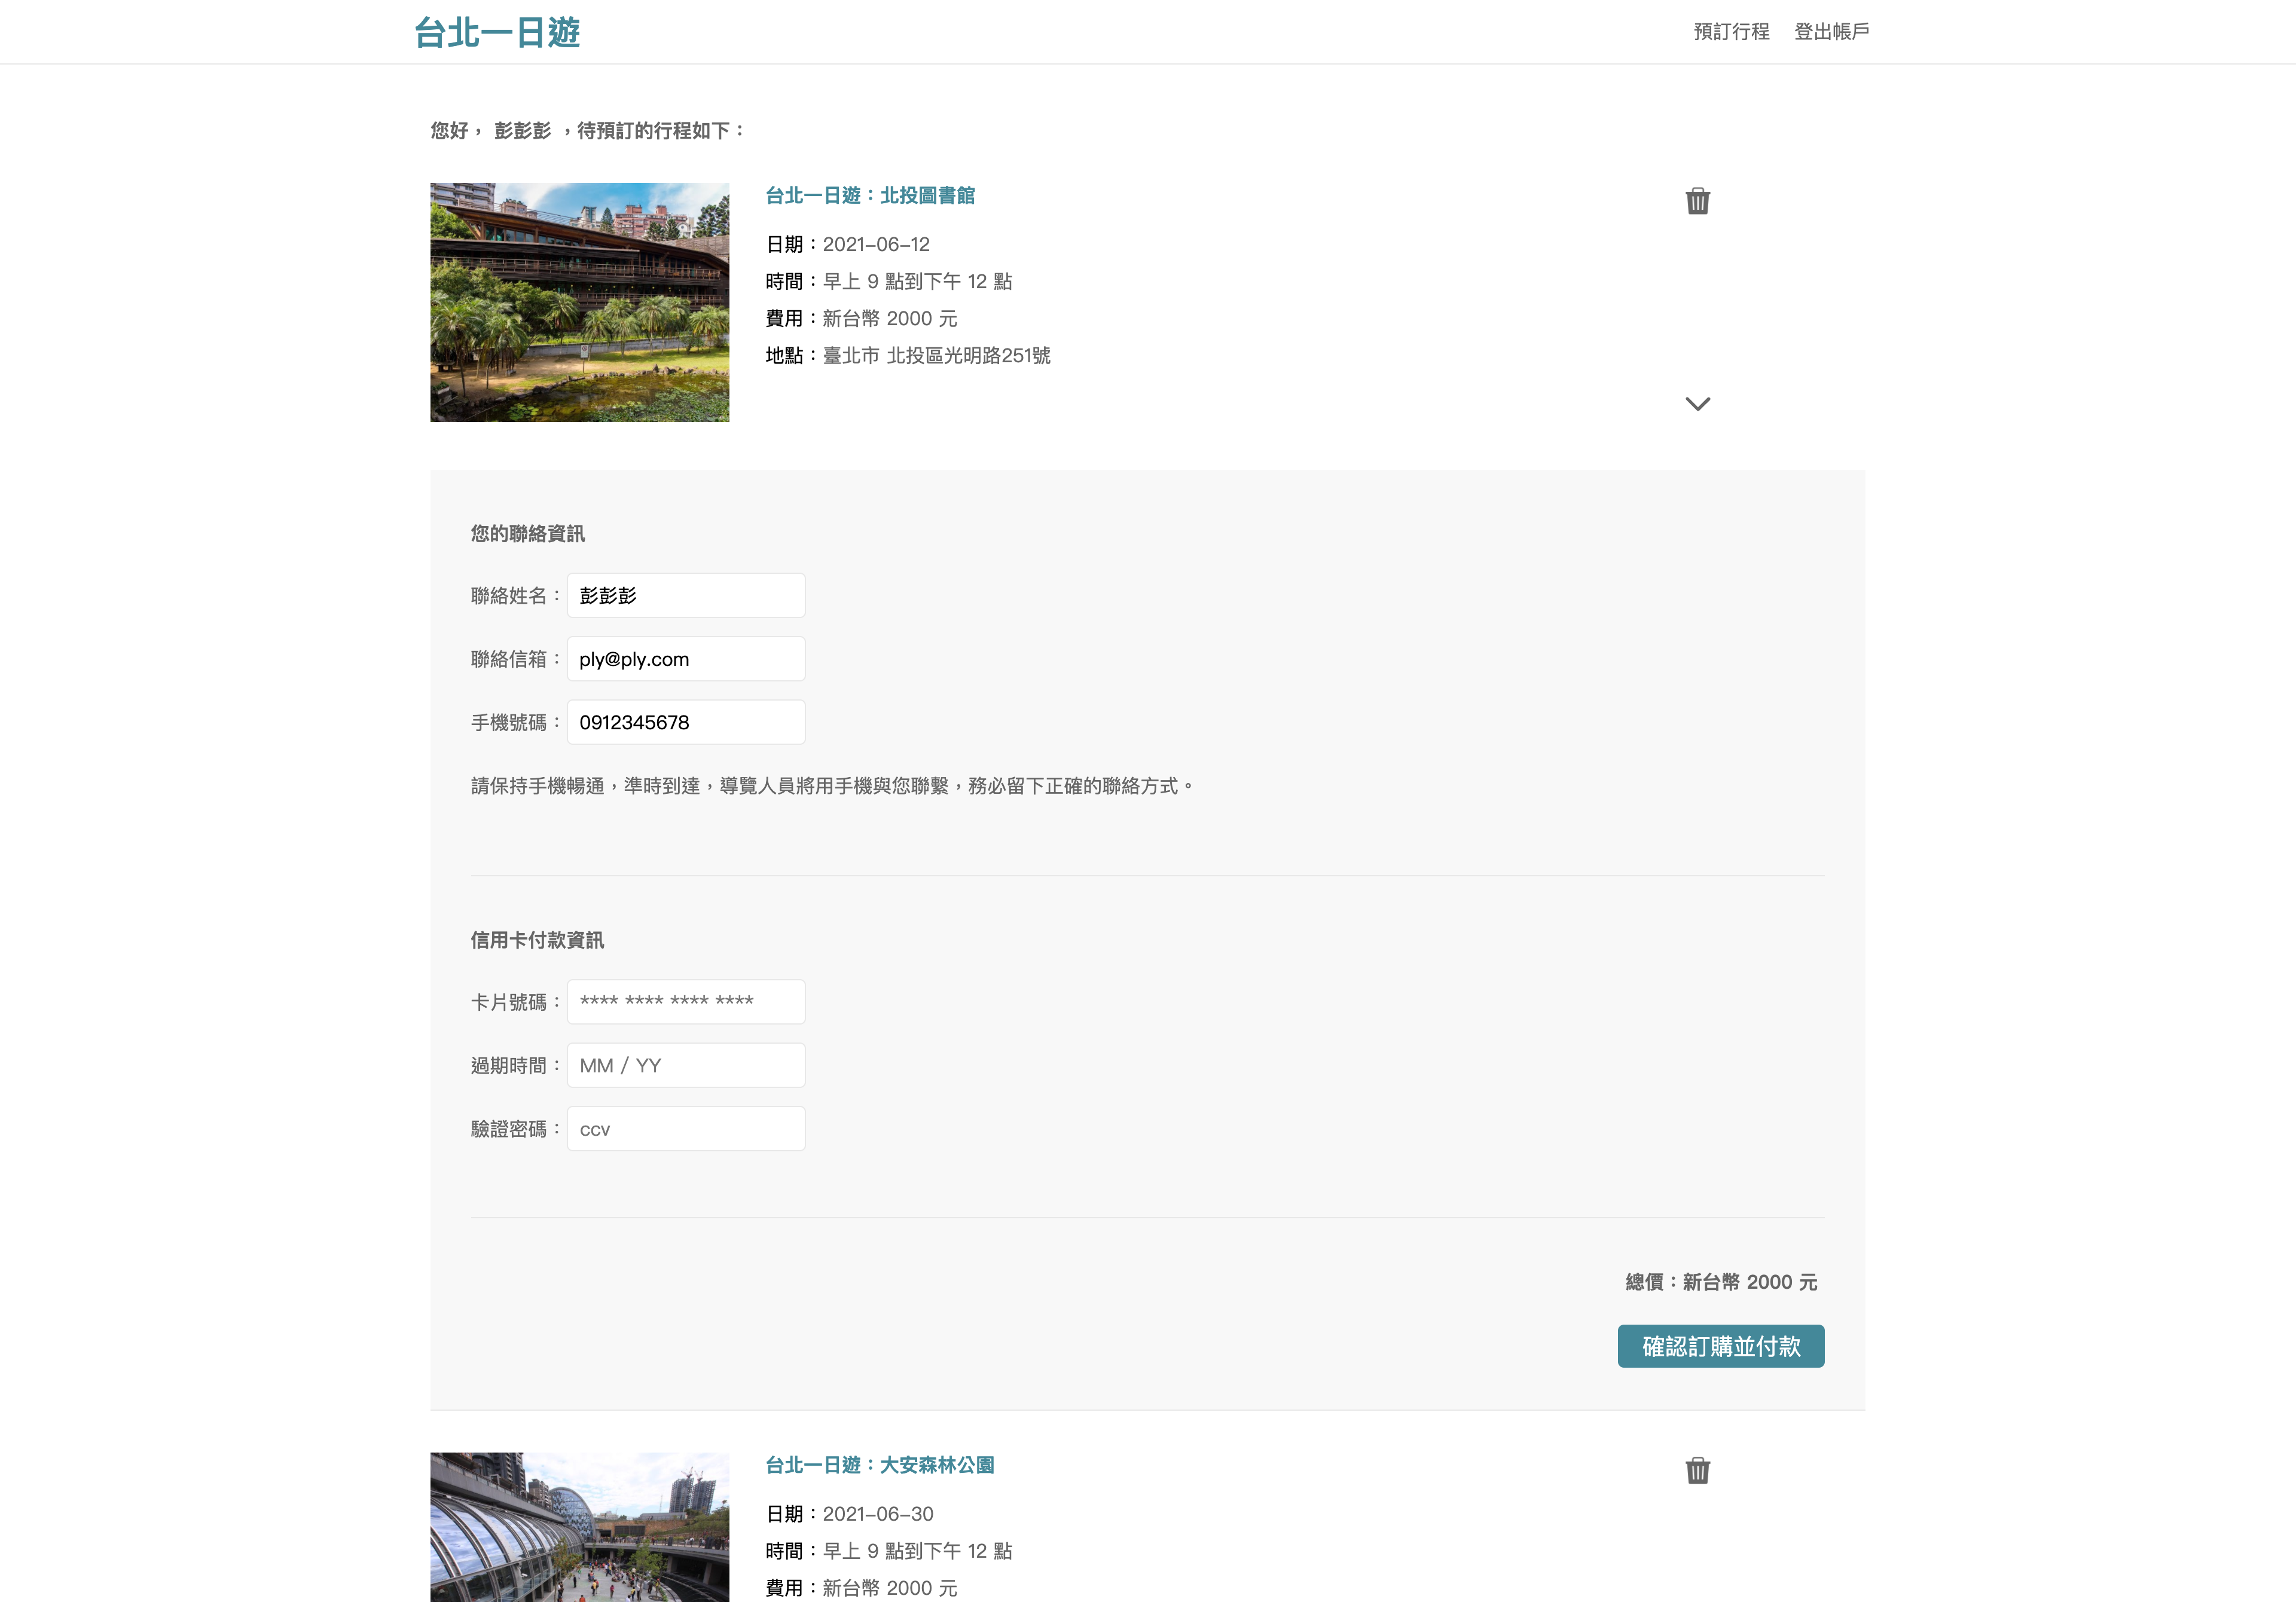 台北一日遊
預訂行程 登出帳戶
您好， 彭彭彭 ，待預訂的行程如下：
台北一日遊：北投圖書館
日期：2021-06-12
時間：早上 9 點到下午 12 點
費用：新台幣 2000 元
地點：臺北市 北投區光明路251號
您的聯絡資訊
聯絡姓名：彭彭彭
聯絡信箱：ply@ply.com
手機號碼：0912345678
請保持手機暢通，準時到達，導覽人員將用手機與您聯繫，務必留下正確的聯絡方式。
信用卡付款資訊
卡片號碼：**** **** **** ****
過期時間：MM / YY
驗證密碼：ccv
總價：新台幣 2000 元
確認訂購並付款
台北一日遊：大安森林公園
日期：2021-06-30
時間：早上 9 點到下午 12 點
費用：新台幣 2000 元